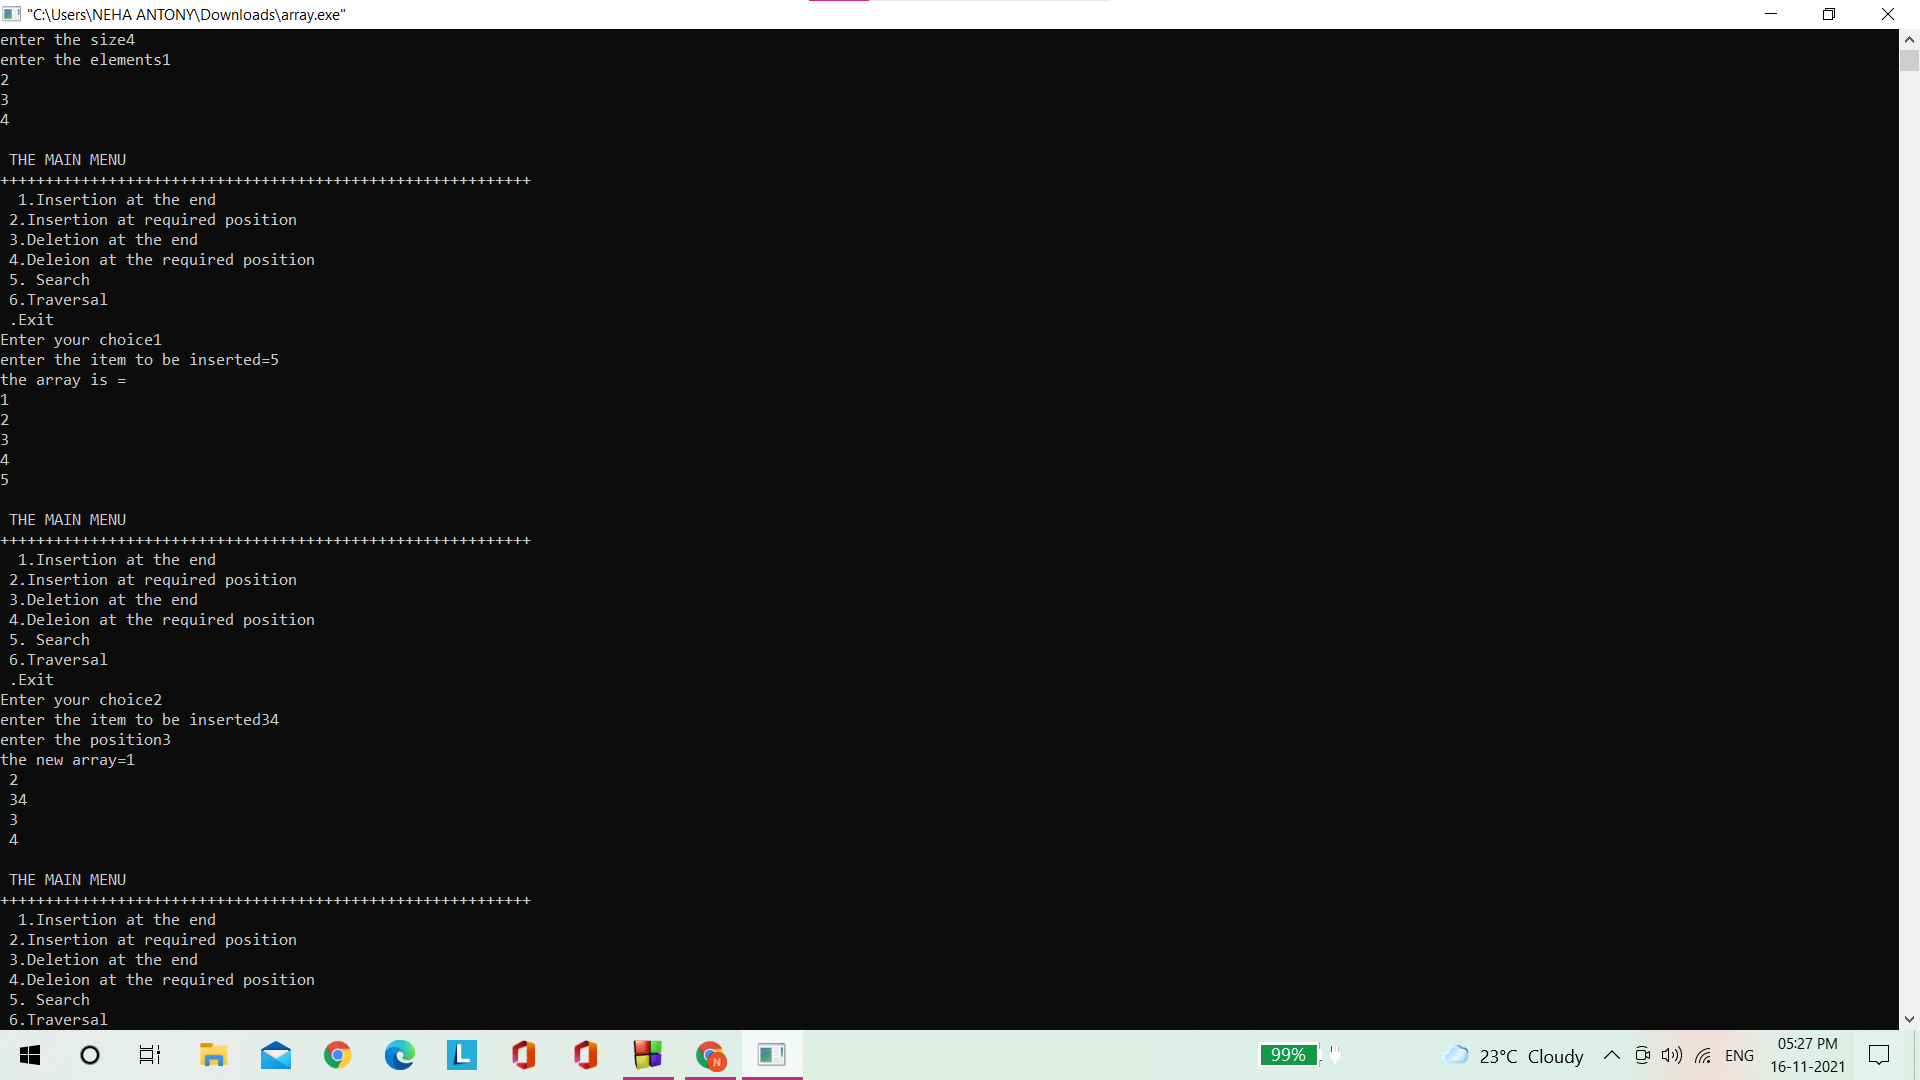 "C:\Users\NEHA ANTONY\Downloads\array.exe"
enter the size4
enter the elements1
2
3
4
THE MAIN MENU
+++++++++++++++++++++++++++++++++++++++++++++++++++++++++++
1.Insertion at the end
2.Insertion at required position
3.Deletion at the end
4.Deleion at the required position
5. Search
6.Traversal
.Exit
Enter your choice1
enter the item to be inserted=5
the array is =
1
2
3
4
5
THE MAIN MENU
+++++++++++++++++++++++++++++++++++++++++++++++++++++++++++
1.Insertion at the end
2.Insertion at required position
3.Deletion at the end
4.Deleion at the required position
5. Search
6.Traversal
.Exit
Enter your choice2
enter the item to be inserted34
enter the position3
the new array=1
2
34
3
4
THE MAIN MENU
+++++++++++++++++++++++++++++++++++++++++++++++++++++++++++
1.Insertion at the end
2.Insertion at required position
3.Deletion at the end
4.Deleion at the required position
5. Search
6.Traversal
L
N
99%
23°C Cloudy
ENG
05:27 PM
16-11-2021